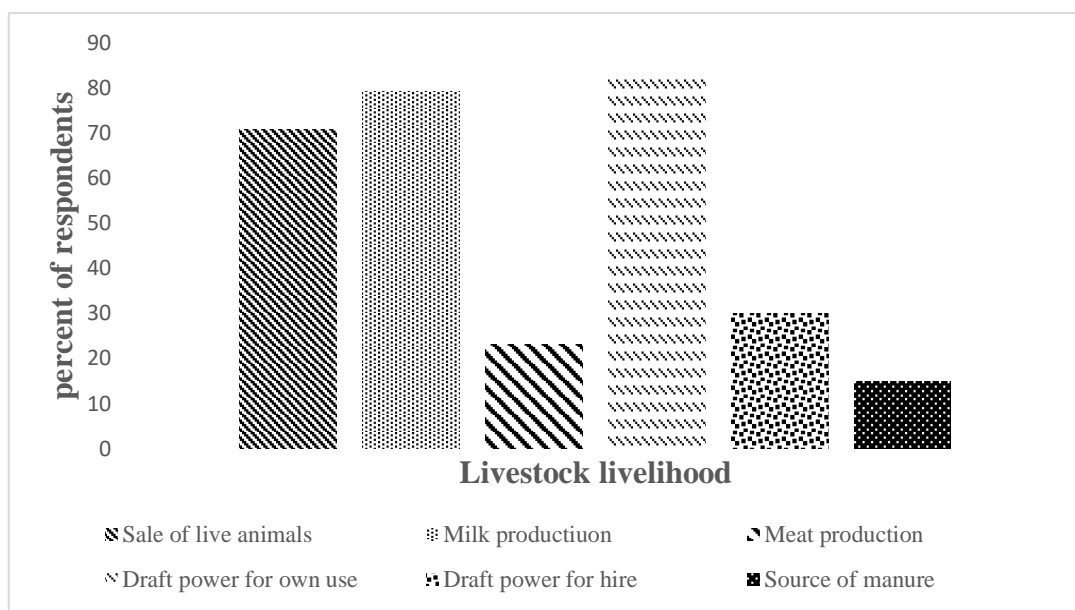 percent of respondents
90
80
70
60
50
40
30
20
10
0
Livestock livelihood
Sale of live animals
Milk productiuon
Meat production
Draft power for own use
Draft power for hire
Source of manure